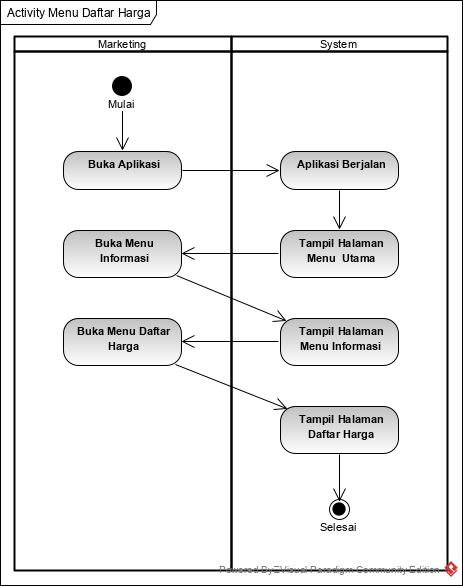 Activity Menu Daftar Harga
Marketing
System
Mulai
Buka Aplikasi
Aplikasi Berjalan
Buka Menu
Informasi
Tampil Halaman
Menu Utama
Buka Menu Daftar
Harga
Tampil Halaman
Menu Informasi
Tampil Halaman
Daftar Harga
Selesai
Powered By Visual Paradigm Community Edition